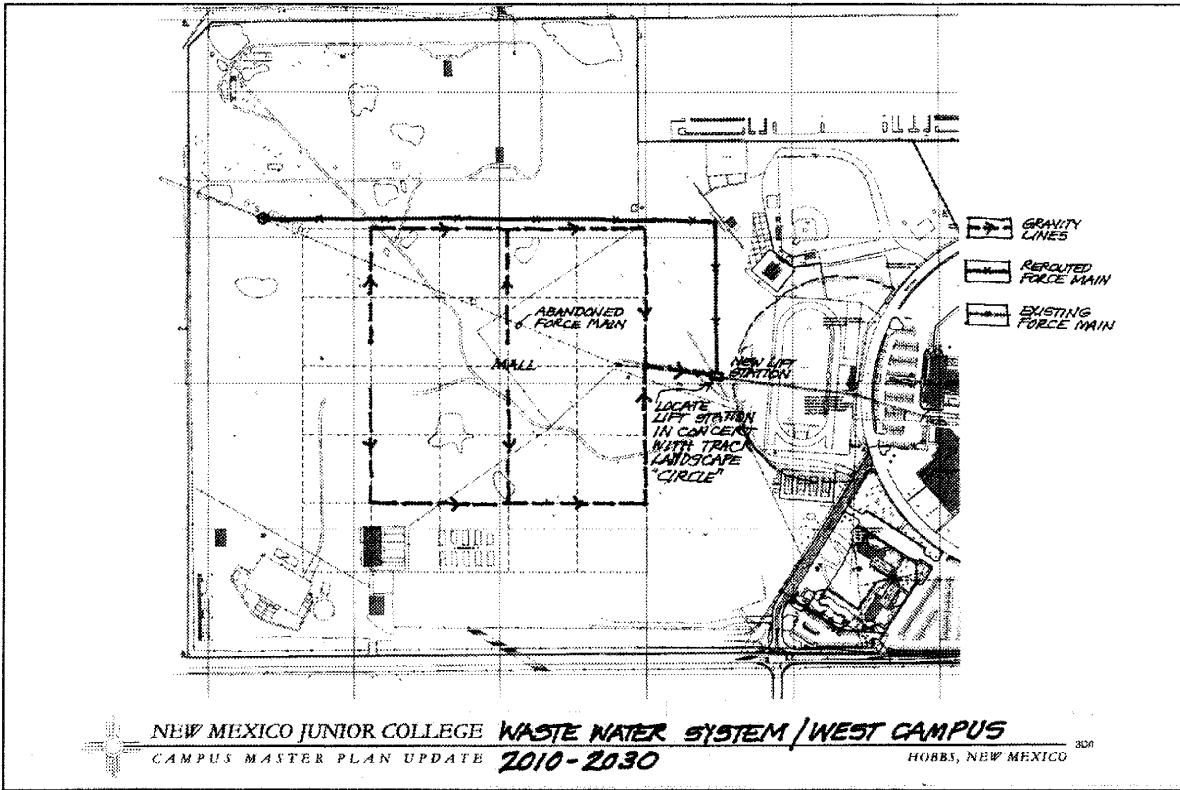 GRAVITY
LINES
REROUTED
FORCE MAIN
EXISTING
FORCE MAIN
ABANDONED
FORCE MAIN
MALL
NEW LIFT
STATION
LOCATE
LIFT STATION
IN CONCERT
WITH TRACK
LANDSCAPE
"CIRCLE"
NEW MEXICO JUNIOR COLLEGE WASTE WATER SYSTEM/WEST CAMPUS
CAMPUS MASTER PLAN UPDATE 2010-2030
HOBBS, NEW MEXICO